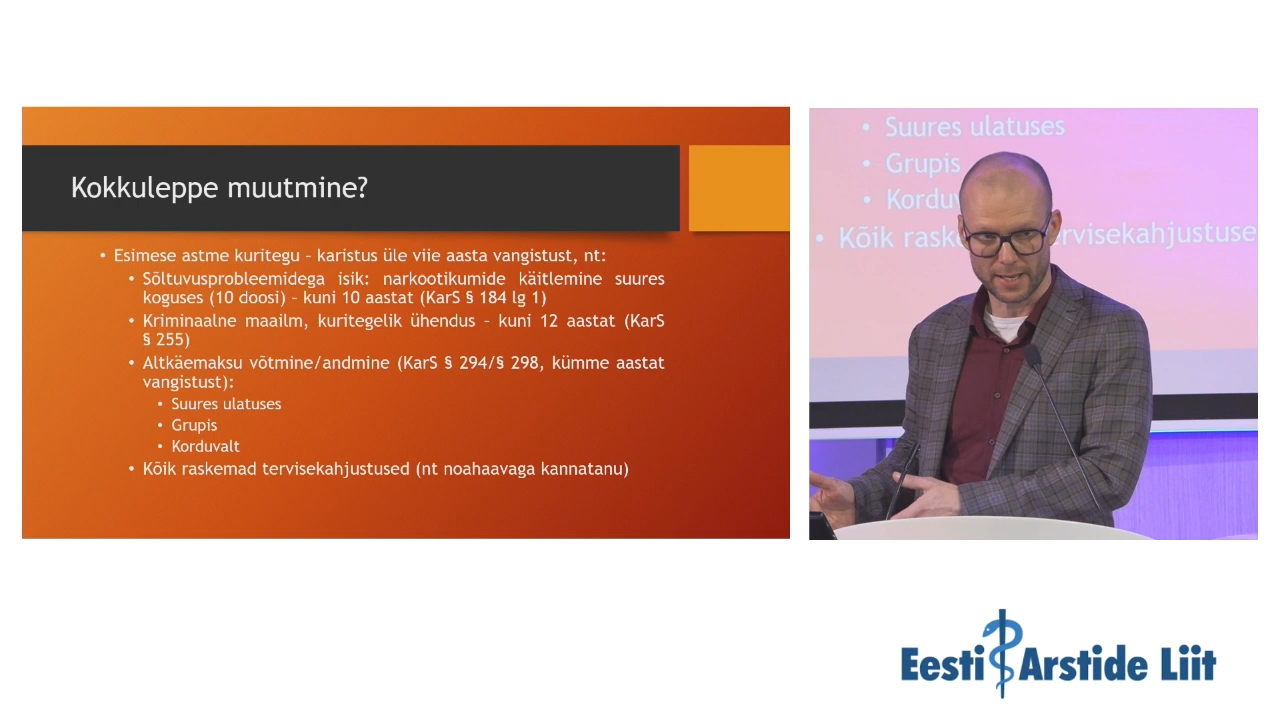 Kokkuleppe muutmine?
• Esimese astme kuritegu – karistus üle viie aasta vangistust, nt:
• Sõltuvusprobleemidega isik: narkootikumide käitlemine suures
koguses (10 doosi) – kuni 10 aastat (KarS § 184 lg 1)
• Kriminaalne maailm, kuritegelik ühendus – kuni 12 aastat (KarS
§ 255)
• Altkäemaksu võtmine/andmine (KarS § 294/§ 298, kümme aastat
vangistust):
• Suures ulatuses
• Grupis
• Korduvalt
• Kõik raskemad tervisekahjustused (nt noahaavaga kannatanu)
• Suures ulatuses
• Grupis
• Korduv
• Kõik raske rvisekahjustuse
Eesti Arstide Liit